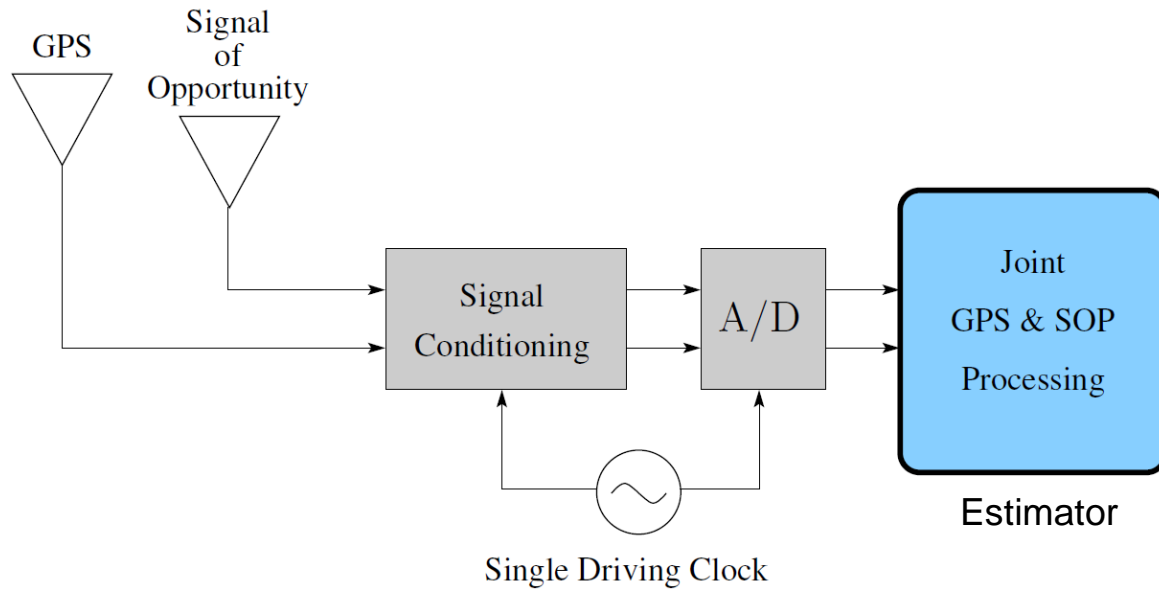 GPS
Signal
of
Opportunity
Signal
Conditioning
A/D
Joint
GPS & SOP
Processing
Estimator
Single Driving Clock